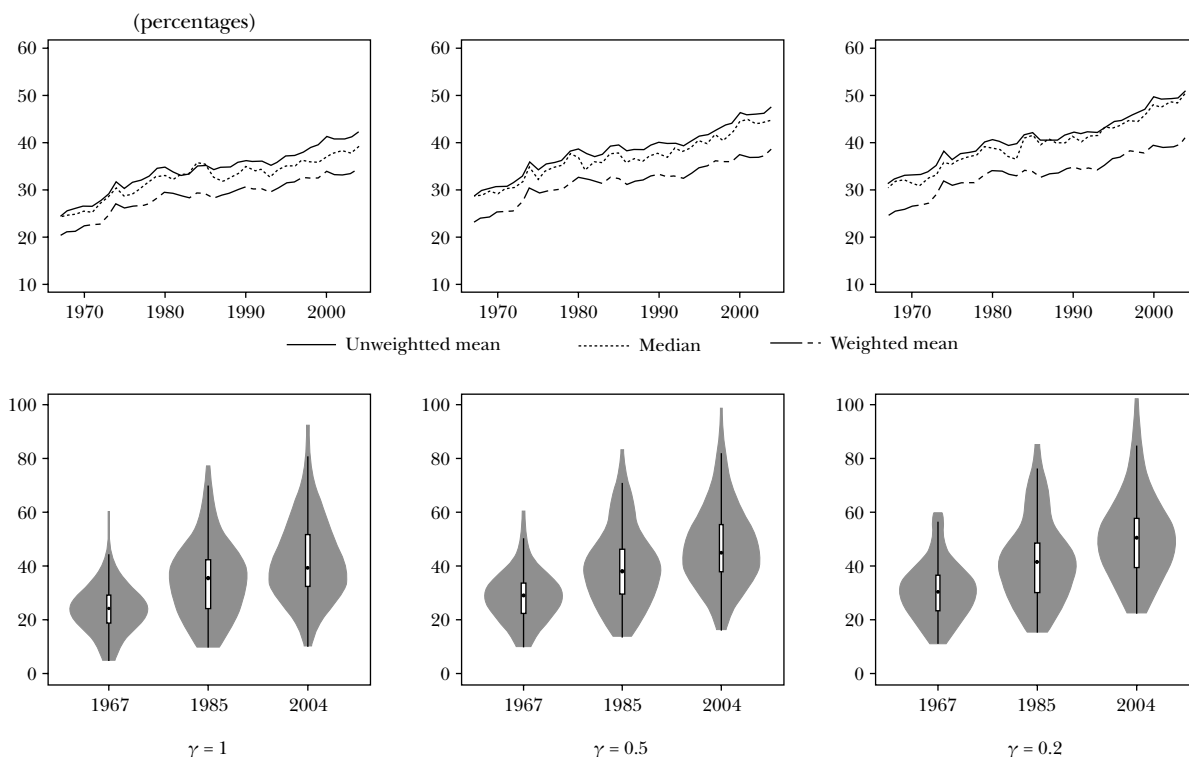 (percentages)
60 60 60
50 50 50
40 40 40
30 30 30
20 20 20
10 10 10
1970 1980 1990 2000 1970 1980 1990 2000 1970 1980 1990 2000
Unweightted mean Median Weighted mean
100 100 100
80 80 80
60 60 60
40 40 40
20 20 20
0 0 0
1967 1985 2004 1967 1985 2004 1967 1985 2004
γ = 1 γ = 0.5 γ = 0.2